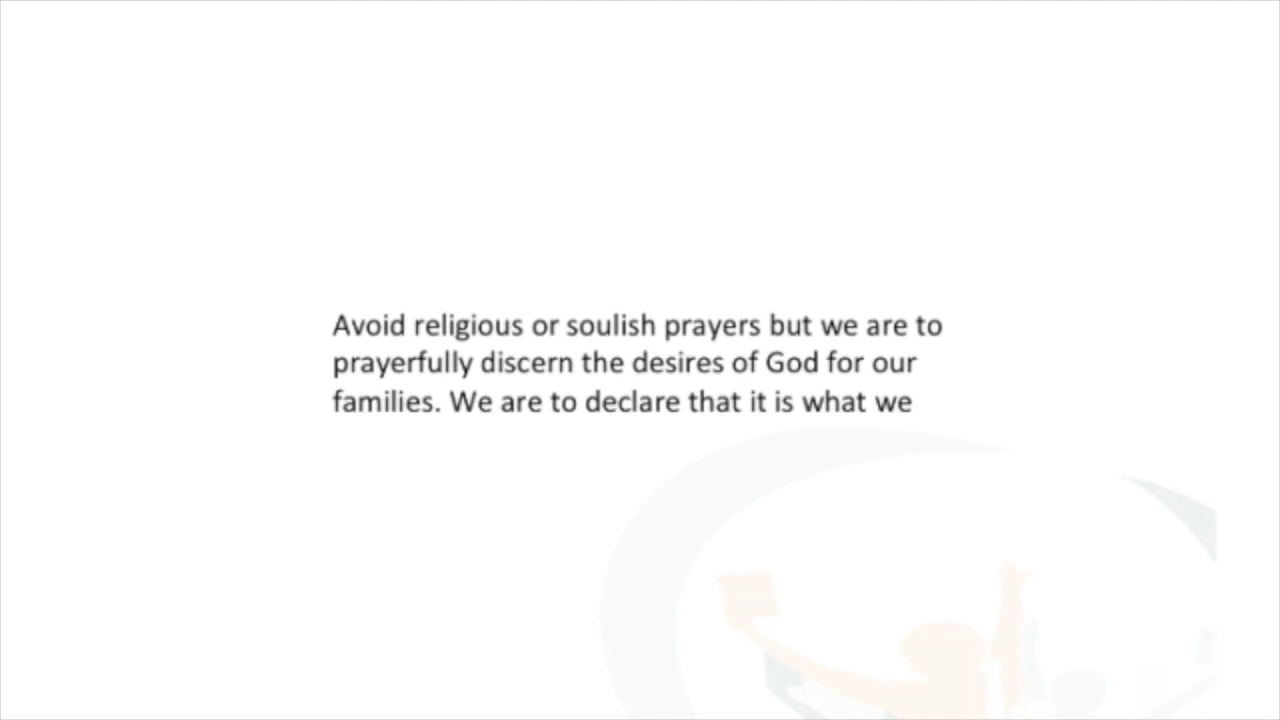 Avoid religious or soulish prayers but we are to
prayerfully discern the desires of God for our
families. We are to declare that it is what we